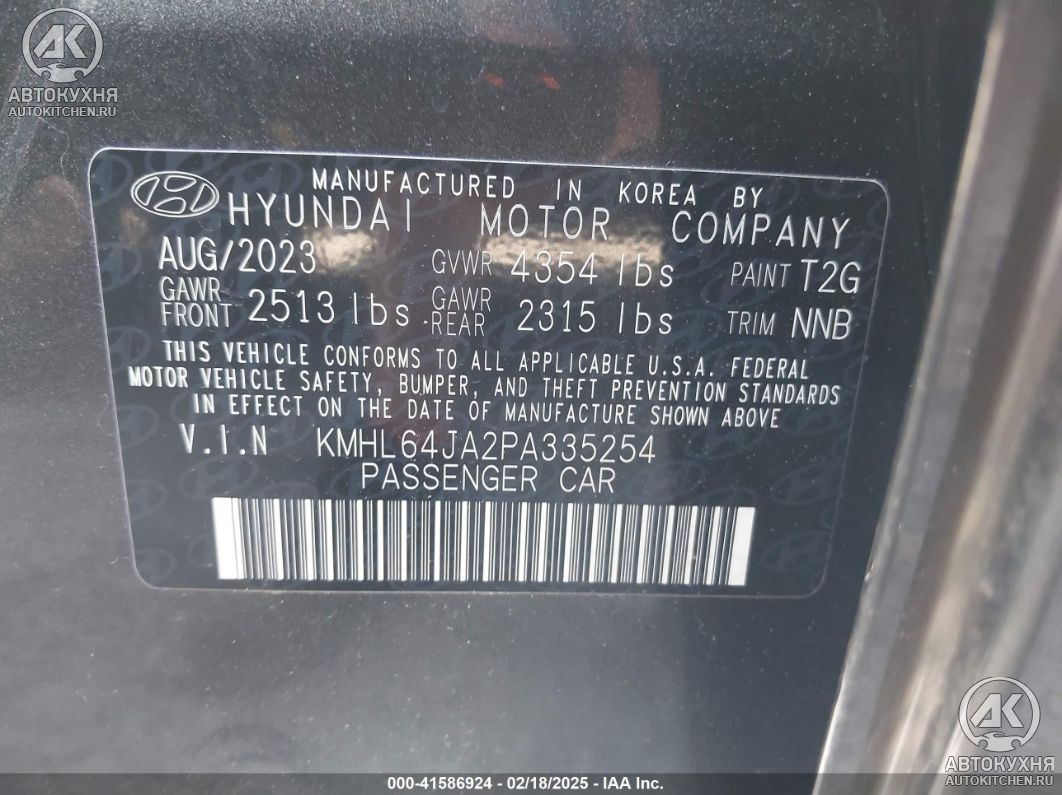 АВТОКУХНЯ
AUTOKITCHEN.RU
MANUFACTURED IN KOREA BY
HYUNDAI MOTOR COMPANY
AUG/2023 GVWR 4354 lbs PAINT T2G
GAWR FRONT 2513 lbs GAWR REAR 2315 lbs TRIM NNB
THIS VEHICLE CONFORMS TO ALL APPLICABLE U.S.A. FEDERAL
MOTOR VEHICLE SAFETY, BUMPER, AND THEFT PREVENTION STANDARDS
IN EFFECT ON THE DATE OF MANUFACTURE SHOWN ABOVE
V.I.N KMHL64JA2PA335254
PASSENGER CAR
АК
АВТОКУХНЯ
AUTOKITCHEN.RU
000-41586924 - 02/18/2025 - IAA Inc.